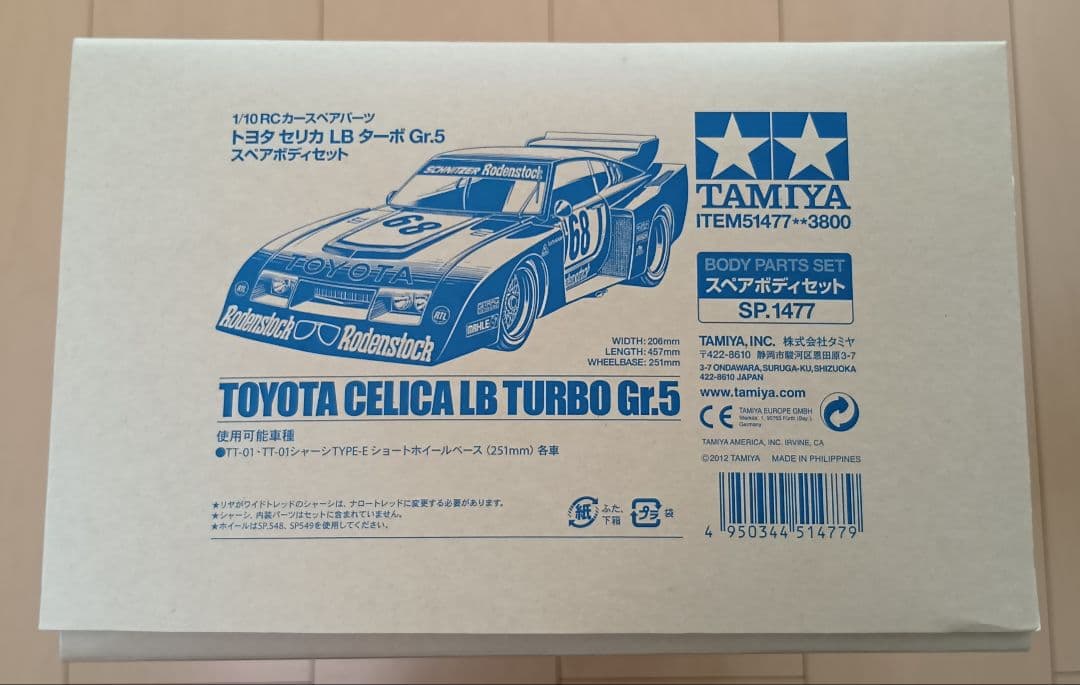 1/10 RCカースペアパーツ
トヨタ セリカ LB ターボ Gr.5
スペアボディセット
SCHNITZER Rodenstock
68
68
TOYOTA
RTL
RTL
MAHLE
Rodenstock Rodenstock
WIDTH: 206mm
LENGTH: 457mm
WHEELBASE: 251mm
TOYOTA CELICA LB TURBO Gr.5
使用可能車種
●TT-01・TT-01シャーシTYPE-E ショートホイールベース（251mm）各車
★リヤがワイドトレッドのシャーシは、ナロートレッドに変更する必要があります。
★シャーシ、内装パーツはセットに含まれていません。
★ホイールはSP.548、SP549を使用してください。
紙 ふた、下箱 プラ 袋
TAMIYA
ITEM51477**3800
BODY PARTS SET
スペアボディセット
SP.1477
TAMIYA, INC. 株式会社タミヤ
〒422-8610 静岡市駿河区恩田原3-7
3-7 ONDAWARA, SURUGA-KU, SHIZUOKA
422-8610 JAPAN
www.tamiya.com
CE
TAMIYA EUROPE GMBH
Germany
TAMIYA AMERICA, INC. IRVINE, CA
©2012 TAMIYA MADE IN PHILIPPINES
4 950344 514779